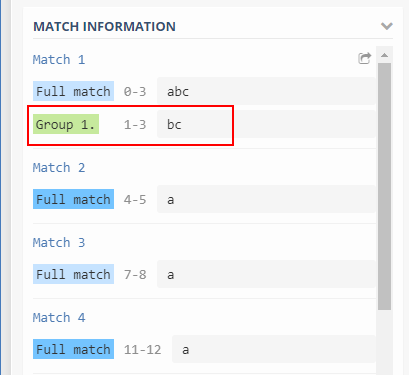 MATCH INFORMATION
Match 1
Full match 0-3 abc
Group 1. 1-3 bc
Match 2
Full match 4-5 a
Match 3
Full match 7-8 a
Match 4
Full match 11-12 a